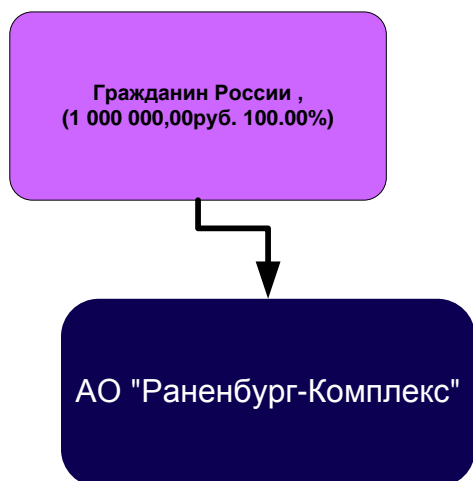 Гражданин России ,
(1 000 000,00руб. 100.00%)
АО "Раненбург-Комплекс"